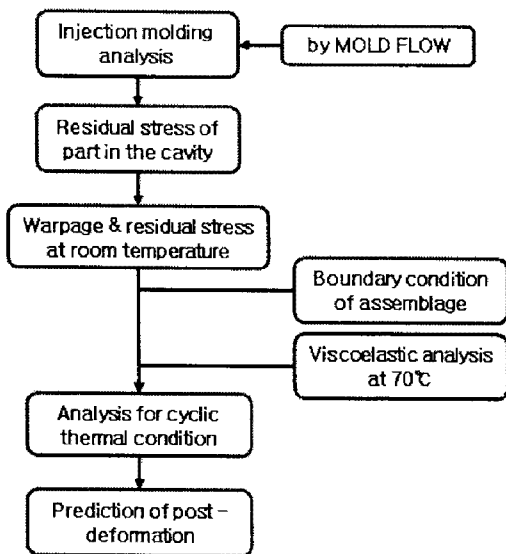 Injection molding
analysis
by MOLD FLOW
Residual stress of
part in the cavity
Warpage & residual stress
at room temperature
Boundary condition
of assemblage
Viscoelastic analysis
at 70℃
Analysis for cyclic
thermal condition
Prediction of post –
deformation